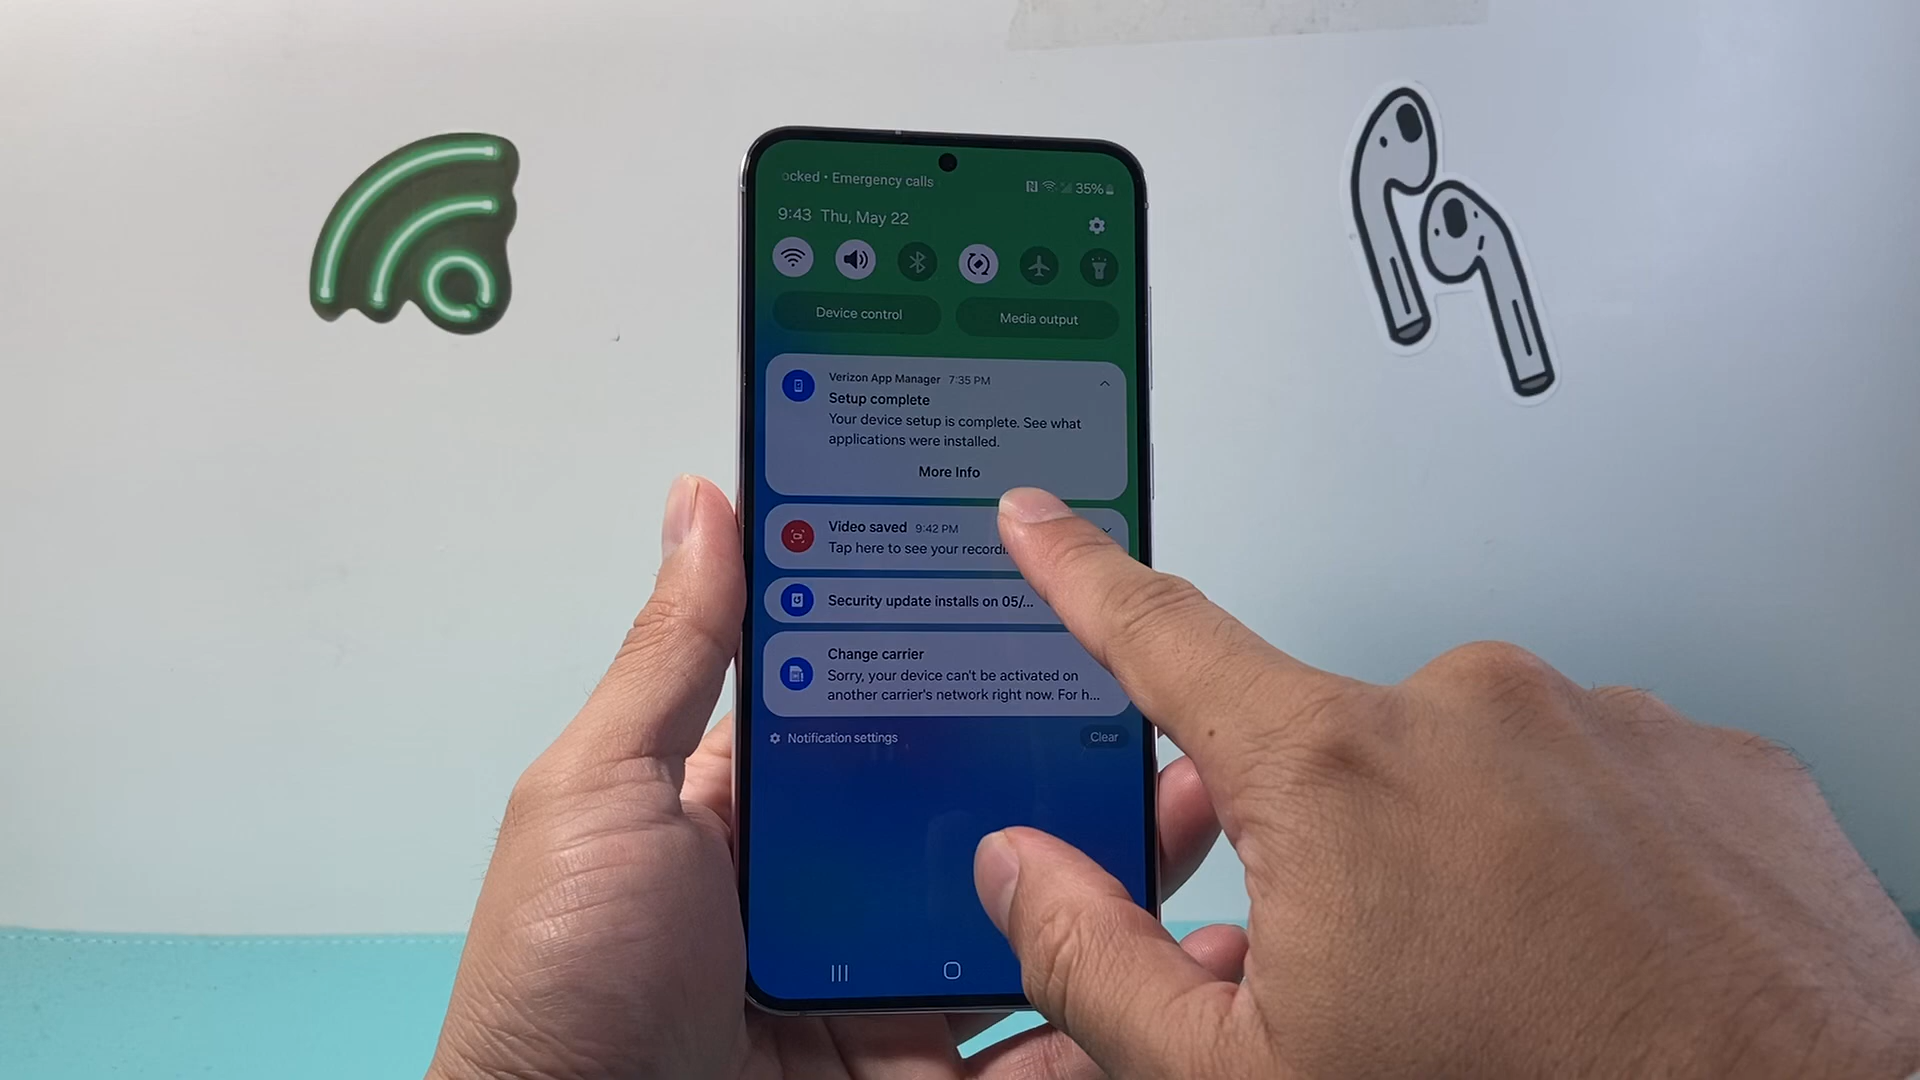 ocked • Emergency calls
35%
9:43 Thu, May 22
Device control
Media output
Verizon App Manager 7:35 PM
Setup complete
Your device setup is complete. See what
applications were installed.
More Info
Video saved 9:42 PM
Tap here to see your recordi
Security update installs on 05/...
Change carrier
Sorry, your device can't be activated on
another carrier's network right now. For h...
Notification settings
Clear